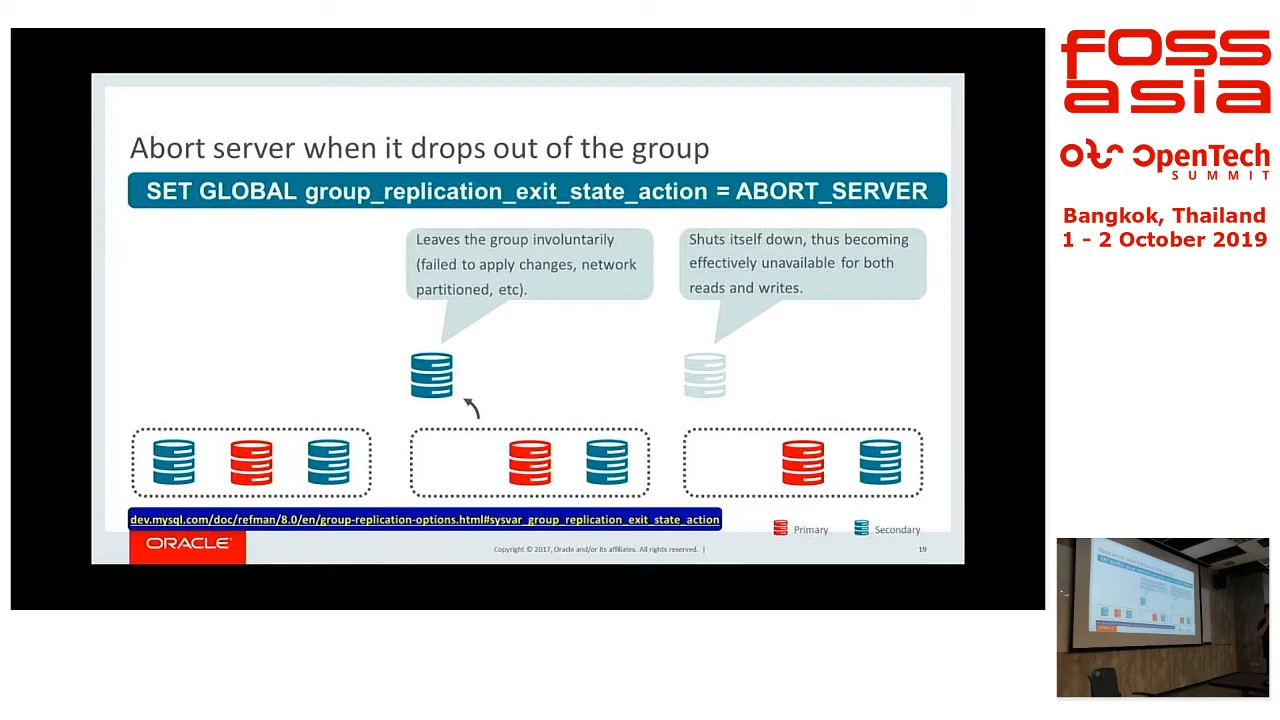 Abort server when it drops out of the group
SET GLOBAL group_replication_exit_state_action = ABORT_SERVER
Leaves the group involuntarily
(failed to apply changes, network
partitioned, etc).
Shuts itself down, thus becoming
effectively unavailable for both
reads and writes.
dev.mysql.com/doc/refman/8.0/en/group-replication-options.html#sysvar_group_replication_exit_state_action
Primary
Secondary
ORACLE
Copyright © 2017, Oracle and/or its affiliates. All rights reserved. |
19
FOSS
asia
OpenTech
SUMMIT
Bangkok, Thailand
1 - 2 October 2019